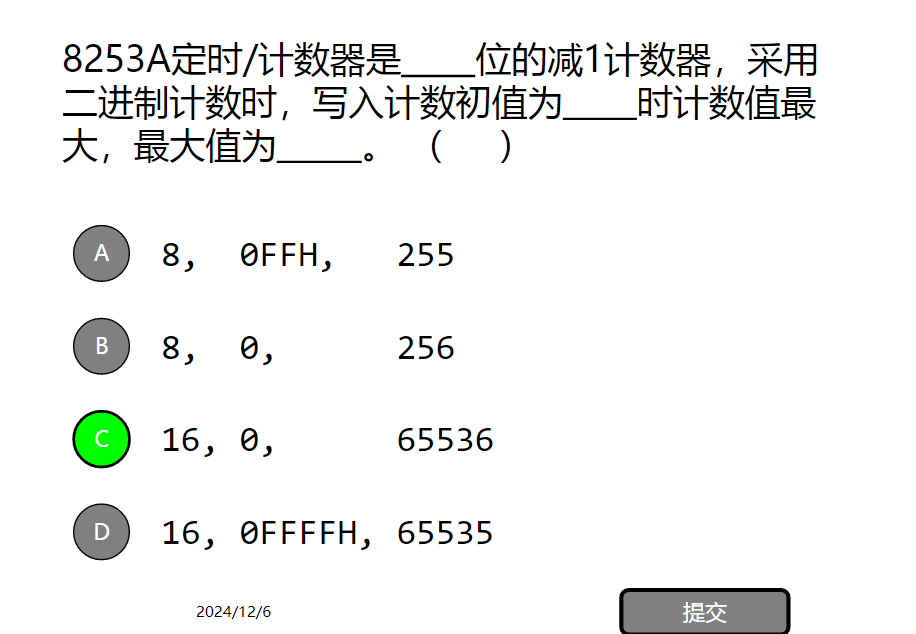 8253A定时/计数器是____位的减1计数器，采用
二进制计数时，写入计数初值为____时计数值最
大，最大值为_____。 （ ）
A 8, 0FFH, 255
B 8, 0, 256
C 16, 0, 65536
D 16, 0FFFFH, 65535
2024/12/6 提交